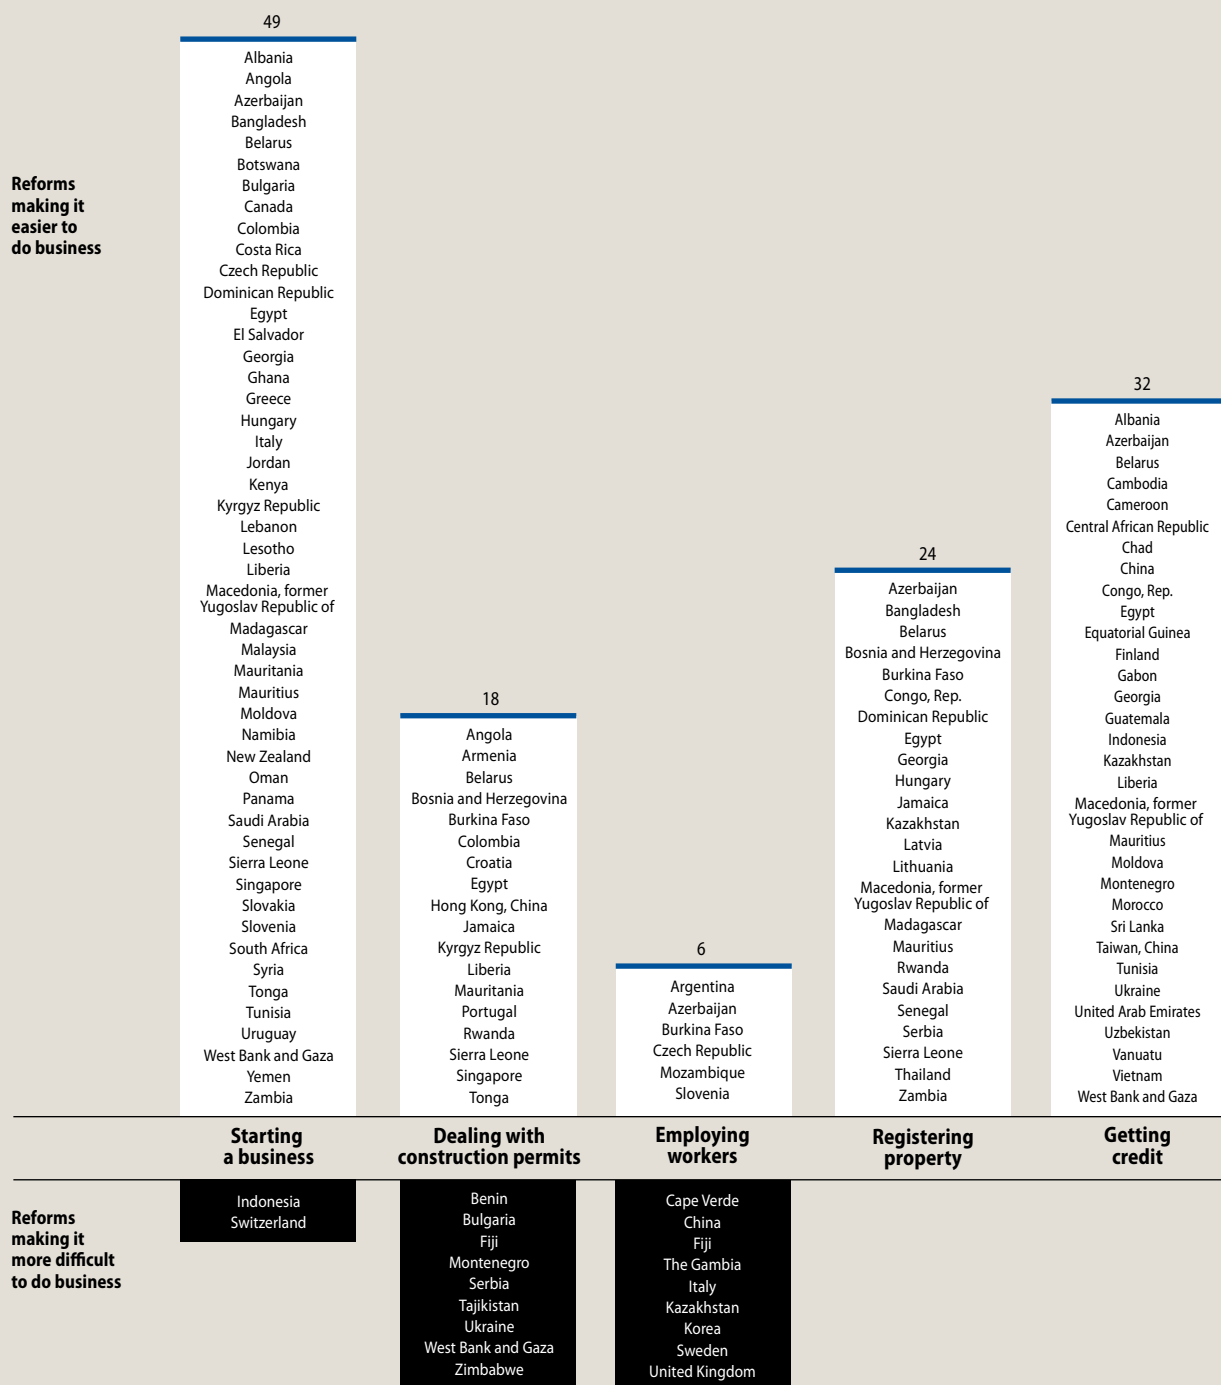 49
Albania
Angola
Azerbaijan
Bangladesh
Belarus
Botswana
Bulgaria
Canada
Colombia
Costa Rica
Czech Republic
Dominican Republic
Egypt
El Salvador
Georgia
Ghana
Greece
Hungary
Italy
Jordan
Kenya
Kyrgyz Republic
Lebanon
Lesotho
Liberia
Macedonia, former
Yugoslav Republic of
Madagascar
Malaysia
Mauritania
Mauritius
Moldova
Namibia
New Zealand
Oman
Panama
Saudi Arabia
Senegal
Sierra Leone
Singapore
Slovakia
Slovenia
South Africa
Syria
Tonga
Tunisia
Uruguay
West Bank and Gaza
Yemen
Zambia
Reforms
making it
easier to
do business
18
Angola
Armenia
Belarus
Bosnia and Herzegovina
Burkina Faso
Colombia
Croatia
Egypt
Hong Kong, China
Jamaica
Kyrgyz Republic
Liberia
Mauritania
Portugal
Rwanda
Sierra Leone
Singapore
Tonga
6
Argentina
Azerbaijan
Burkina Faso
Czech Republic
Mozambique
Slovenia
24
Azerbaijan
Bangladesh
Belarus
Bosnia and Herzegovina
Burkina Faso
Congo, Rep.
Dominican Republic
Egypt
Georgia
Hungary
Jamaica
Kazakhstan
Latvia
Lithuania
Macedonia, former
Yugoslav Republic of
Madagascar
Mauritius
Rwanda
Saudi Arabia
Senegal
Serbia
Sierra Leone
Thailand
Zambia
32
Albania
Azerbaijan
Belarus
Cambodia
Cameroon
Central African Republic
Chad
China
Congo, Rep.
Egypt
Equatorial Guinea
Finland
Gabon
Georgia
Guatemala
Indonesia
Kazakhstan
Liberia
Macedonia, former
Yugoslav Republic of
Mauritius
Moldova
Montenegro
Morocco
Sri Lanka
Taiwan, China
Tunisia
Ukraine
United Arab Emirates
Uzbekistan
Vanuatu
Vietnam
West Bank and Gaza
Starting
a business
Dealing with
construction permits
Employing
workers
Registering
property
Getting
credit
Reforms
making it
more difficult
to do business
Indonesia
Switzerland
Benin
Bulgaria
Fiji
Montenegro
Serbia
Tajikistan
Ukraine
West Bank and Gaza
Zimbabwe
Cape Verde
China
Fiji
The Gambia
Italy
Kazakhstan
Korea
Sweden
United Kingdom